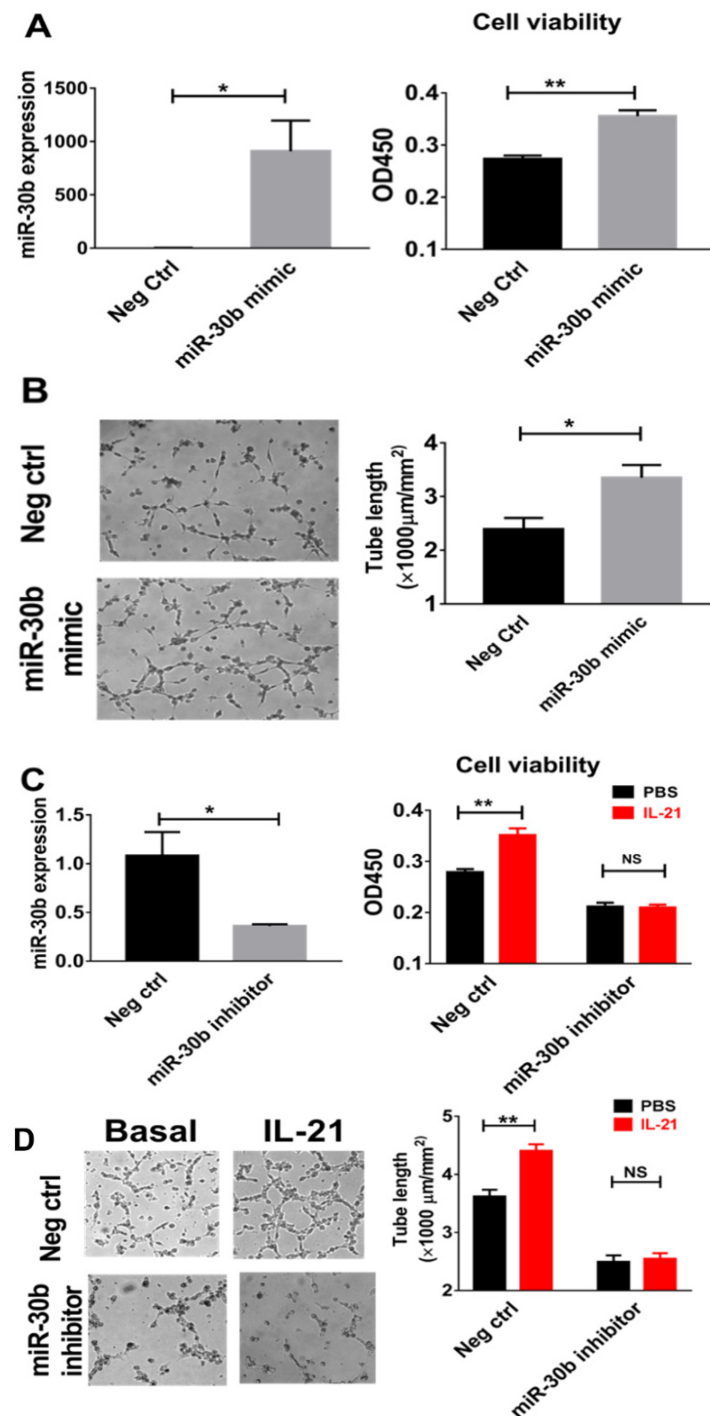 A
Cell viability
miR-30b expression
1500
1000
500
0
*
Neg Ctrl
miR-30b mimic
OD450
0.4
0.3
0.2
0.1
**
Neg Ctrl
miR-30b mimic
B
Neg ctrl
miR-30b
mimic
Tube length
(×1000μm/mm²)
4
3
2
1
*
Neg Ctrl
miR-30b mimic
C
Cell viability
miR-30b expression
1.5
1.0
0.5
0.0
*
Neg ctrl
miR-30b inhibitor
PBS
IL-21
OD450
0.4
0.3
0.2
0.1
**
NS
Neg ctrl
miR-30b inhibitor
D
Basal
IL-21
Neg ctrl
miR-30b
inhibitor
PBS
IL-21
Tube length
(×1000 μm/mm²)
5
4
3
2
**
NS
Neg ctrl
miR-30b inhibitor